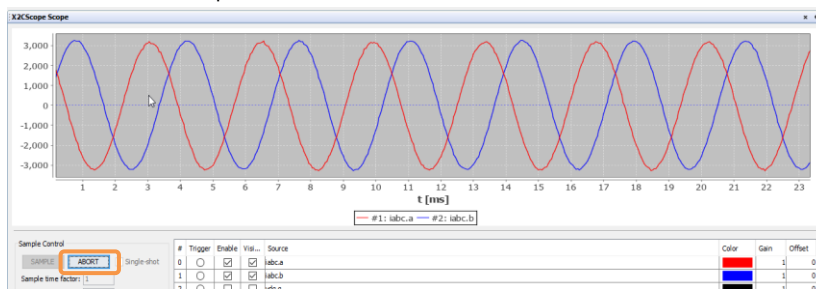 X2CScope Scope
3,000
2,000
1,000
0
-1,000
-2,000
-3,000
1 2 3 4 5 6 7 8 9 10 11 12 13 14 15 16 17 18 19 20 21 22 23
t [ms]
#1: iabc.a #2: iabc.b
Sample Control
SAMPLE ABORT Single-shot
Sample time factor: 1
# Trigger Enable Visi... Source Color Gain Offset
0 iabc.a 1 0
1 iabc.b 1 0